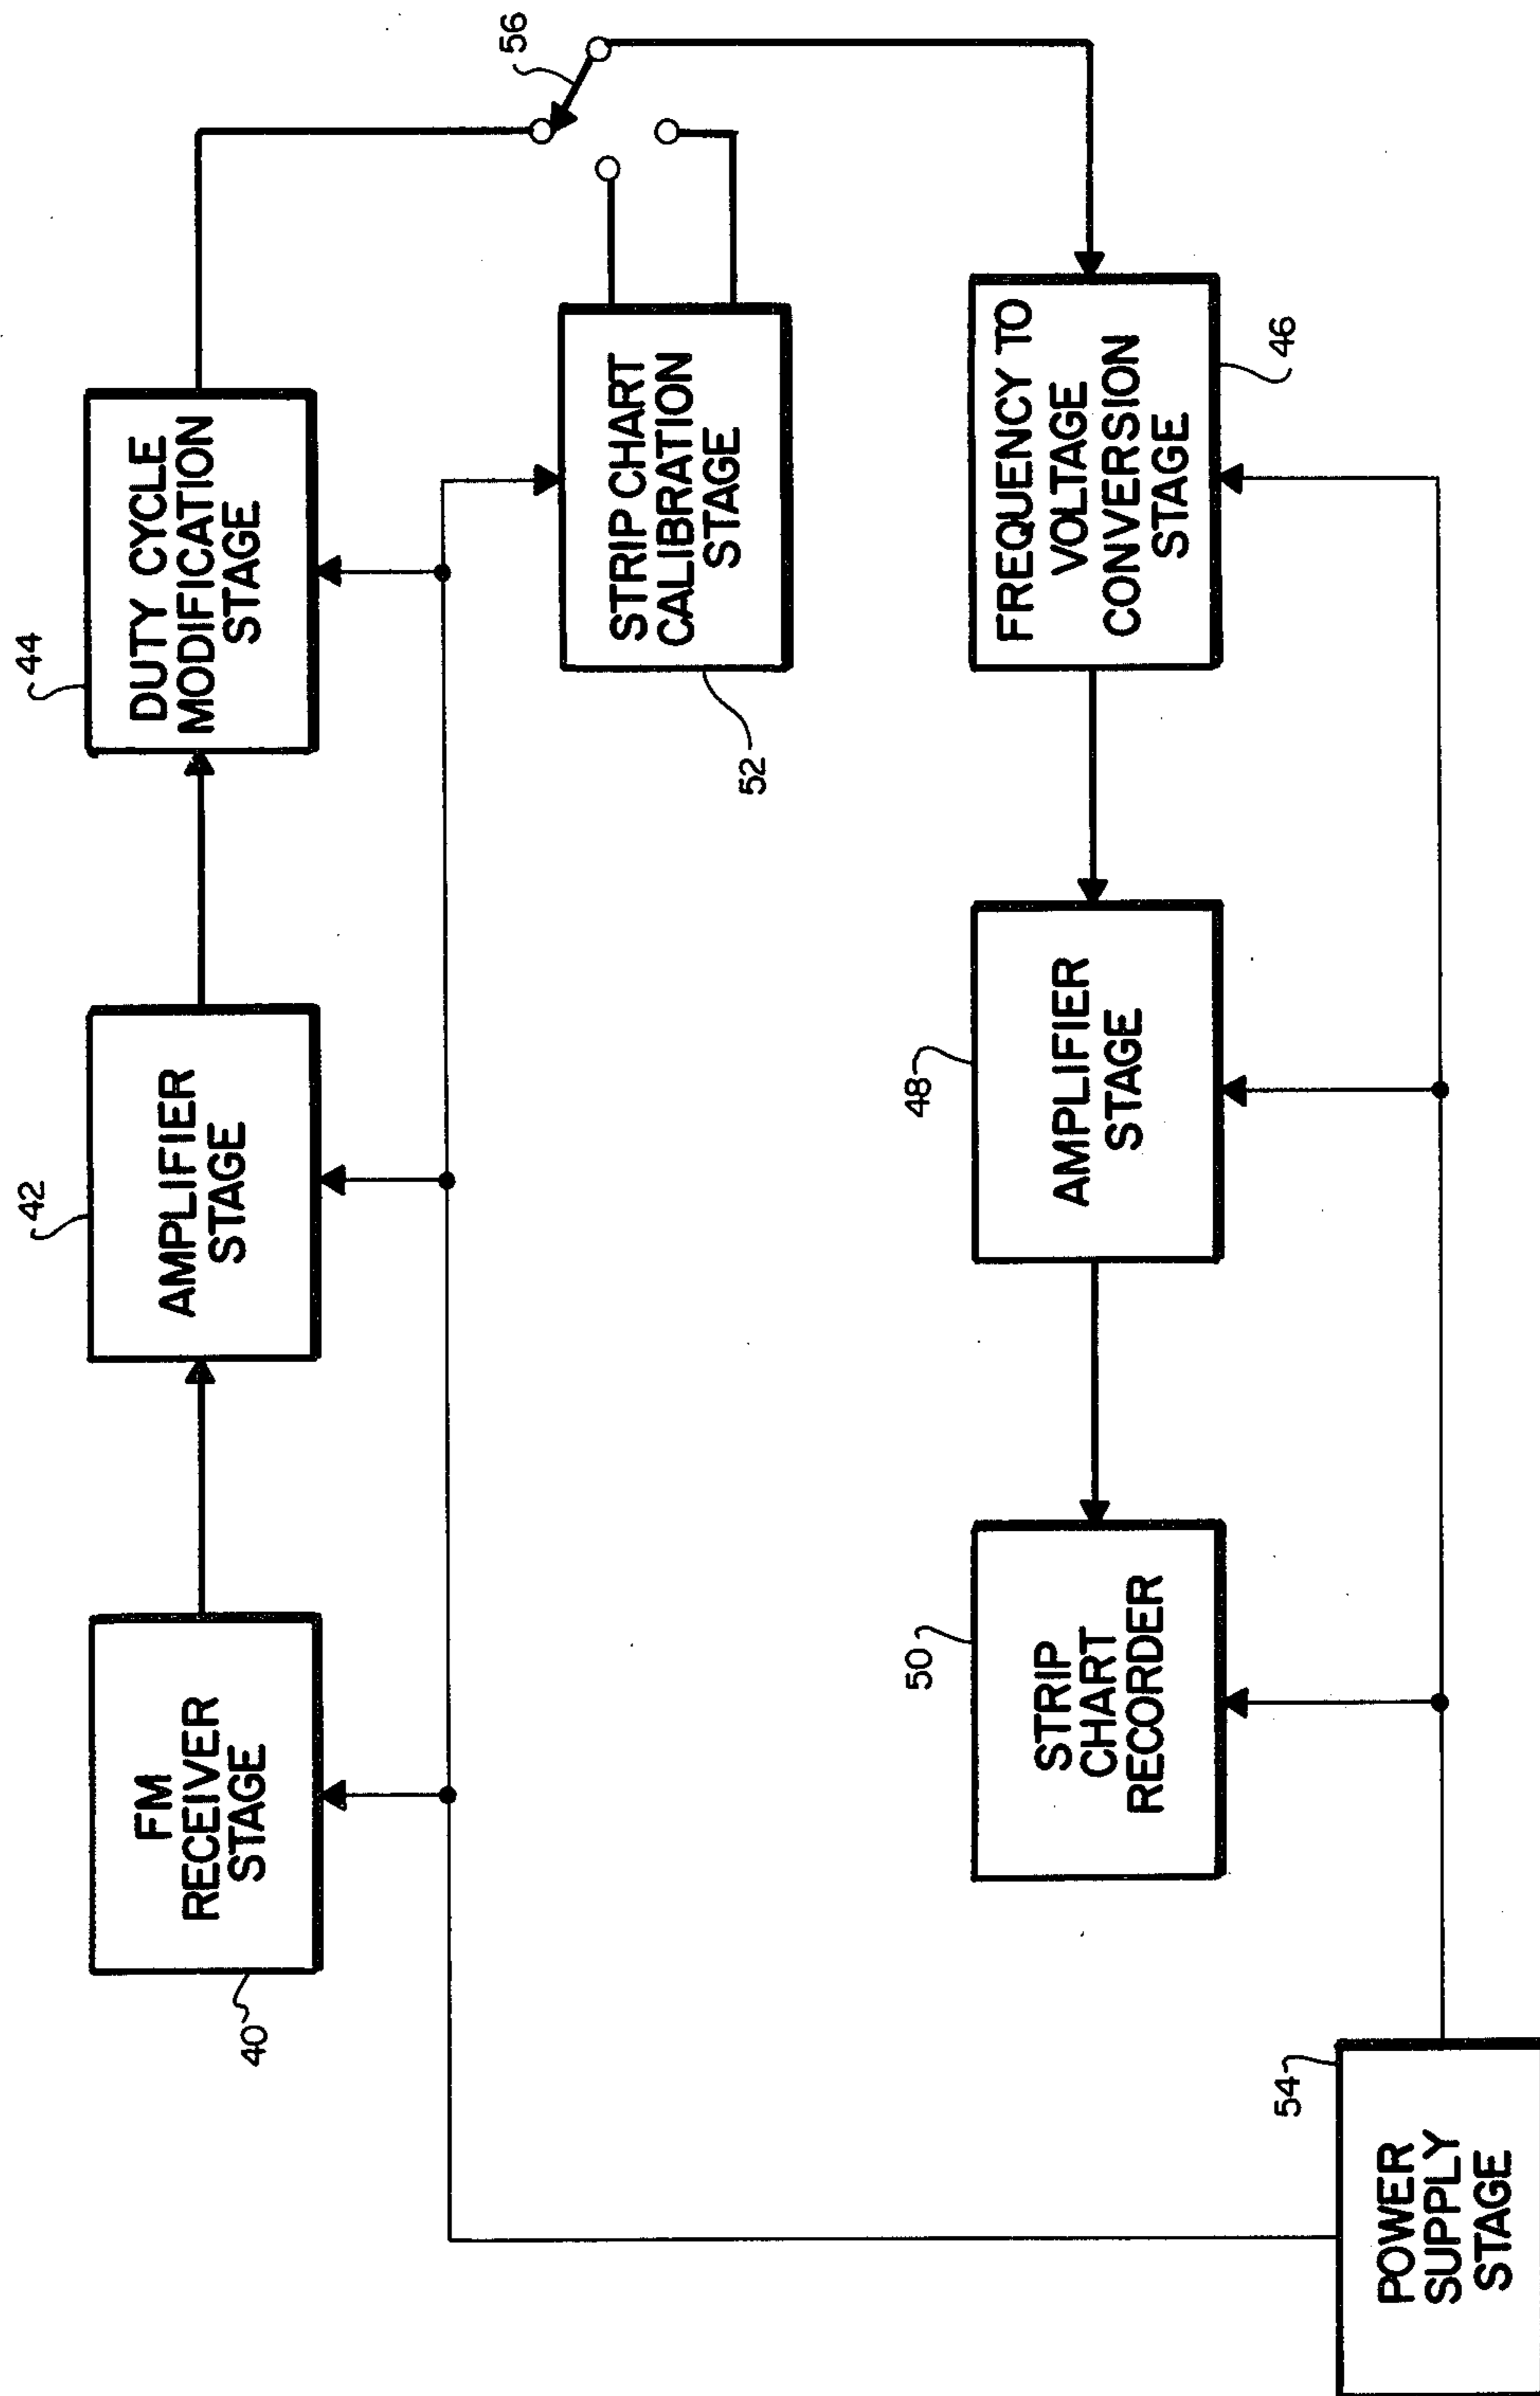 40
FM
RECEIVER
STAGE
42
AMPLIFIER
STAGE
44
DUTY CYCLE
MODIFICATION
STAGE
56
52
STRIP CHART
CALIBRATION
STAGE
50
STRIP
CHART
RECORDER
48
AMPLIFIER
STAGE
FREQUENCY TO
VOLTAGE
CONVERSION
STAGE
46
54
POWER
SUPPLY
STAGE